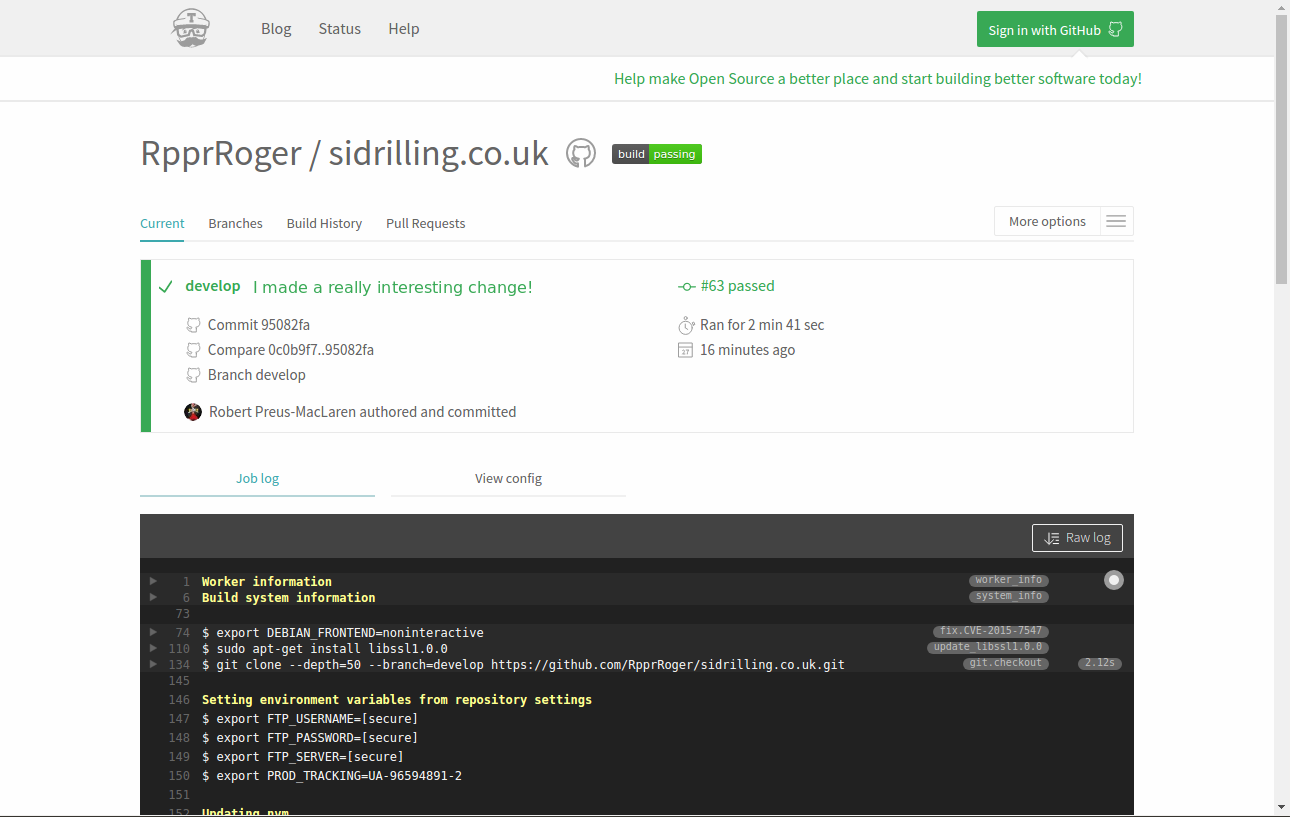 Blog Status Help Sign in with GitHub
Help make Open Source a better place and start building better software today!
RpprRoger / sidrilling.co.uk build passing
Current Branches Build History Pull Requests More options
develop I made a really interesting change! #63 passed
Commit 95082fa Ran for 2 min 41 sec
Compare 0c0b9f7..95082fa 16 minutes ago
Branch develop
Robert Preus-MacLaren authored and committed
Job log View config
Raw log
1 Worker information worker_info
6 Build system information system_info
73
74 $ export DEBIAN_FRONTEND=noninteractive fix.CVE-2015-7547
110 $ sudo apt-get install libssl1.0.0 update_libssl1.0.0
134 $ git clone --depth=50 --branch=develop https://github.com/RpprRoger/sidrilling.co.uk.git git.checkout 2.12s
145
146 Setting environment variables from repository settings
147 $ export FTP_USERNAME=[secure]
148 $ export FTP_PASSWORD=[secure]
149 $ export FTP_SERVER=[secure]
150 $ export PROD_TRACKING=UA-96594891-2
151
152 Updating nvm